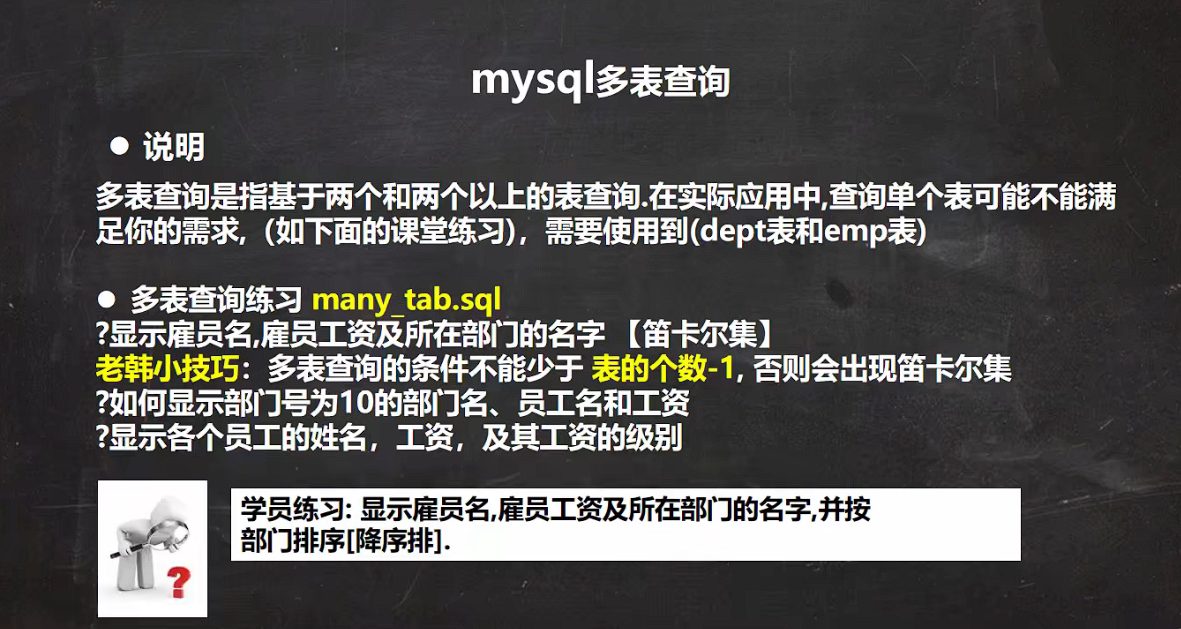 mysql多表查询
● 说明
多表查询是指基于两个和两个以上的表查询.在实际应用中,查询单个表可能不能满
足你的需求,（如下面的课堂练习)，需要使用到(dept表和emp表)
● 多表查询练习 many_tab.sql
?显示雇员名,雇员工资及所在部门的名字 【笛卡尔集】
老韩小技巧：多表查询的条件不能少于 表的个数-1, 否则会出现笛卡尔集
?如何显示部门号为10的部门名、员工名和工资
?显示各个员工的姓名，工资，及其工资的级别
学员练习: 显示雇员名,雇员工资及所在部门的名字,并按
部门排序[降序排].
?